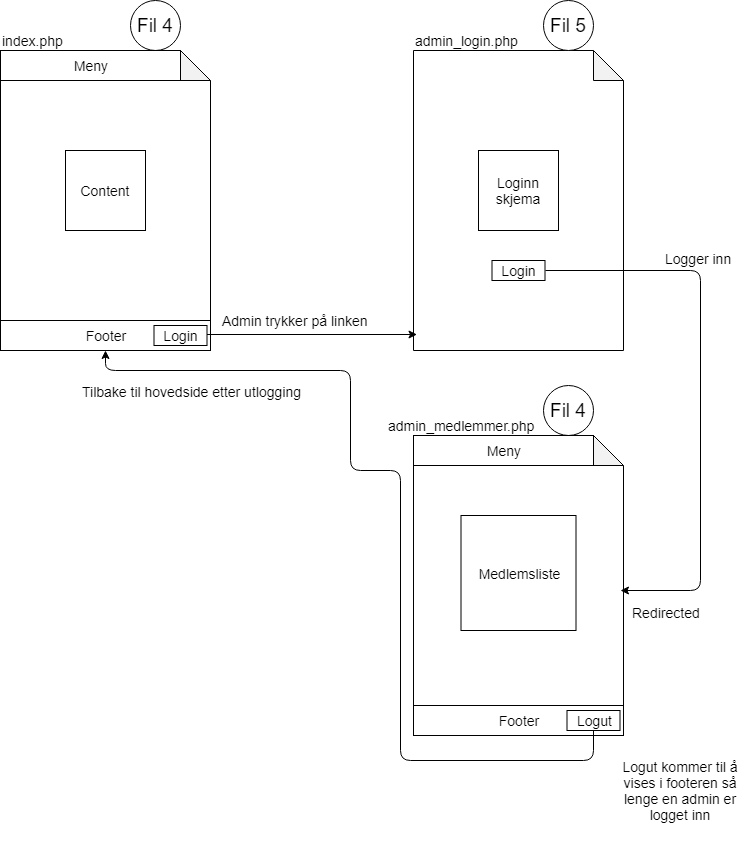 Fil 4
index.php
Meny
Content
Footer
Login
Admin trykker på linken
Tilbake til hovedside etter utlogging
Fil 5
admin_login.php
Loginn
skjema
Login
Logger inn
Fil 4
admin_medlemmer.php
Meny
Medlemsliste
Redirected
Footer
Logut
Logut kommer til å
vises i footeren så
lenge en admin er
logget inn